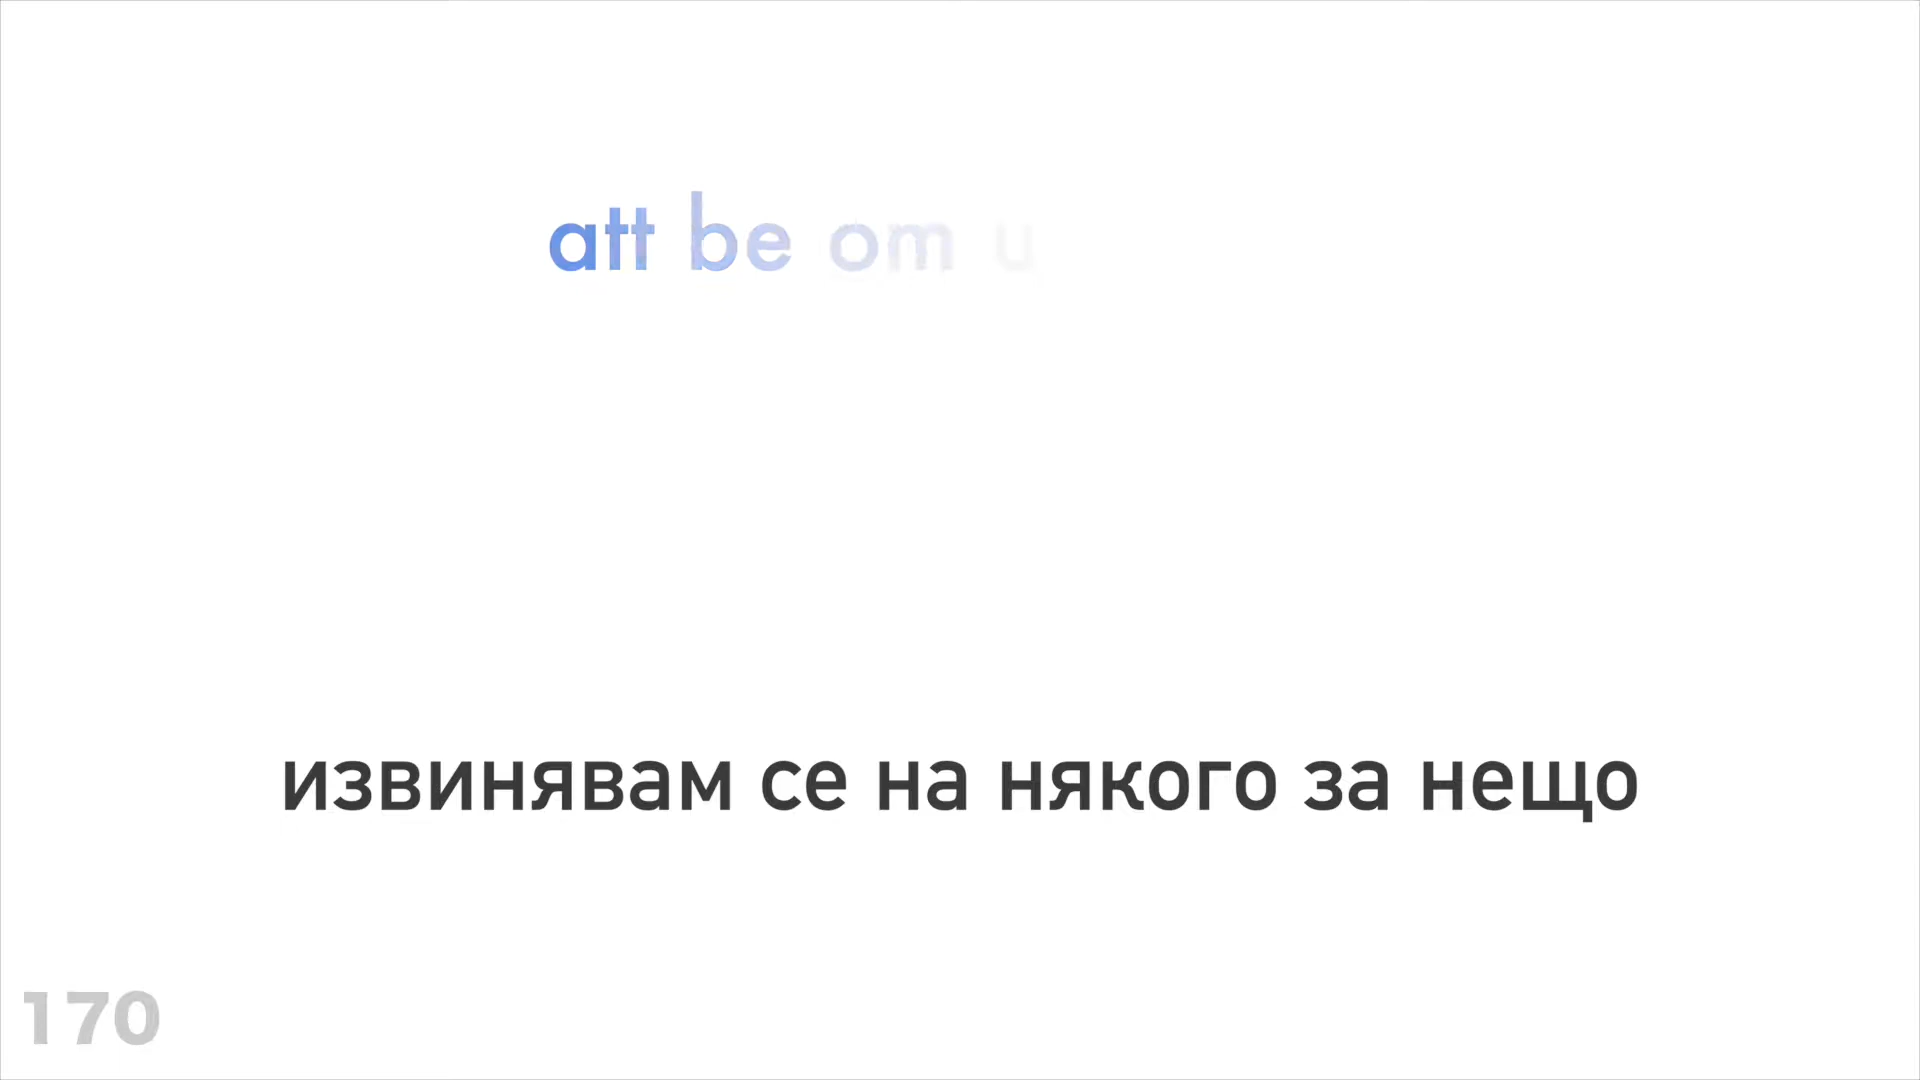 att be om u
извинявам се на някого за нещо
170